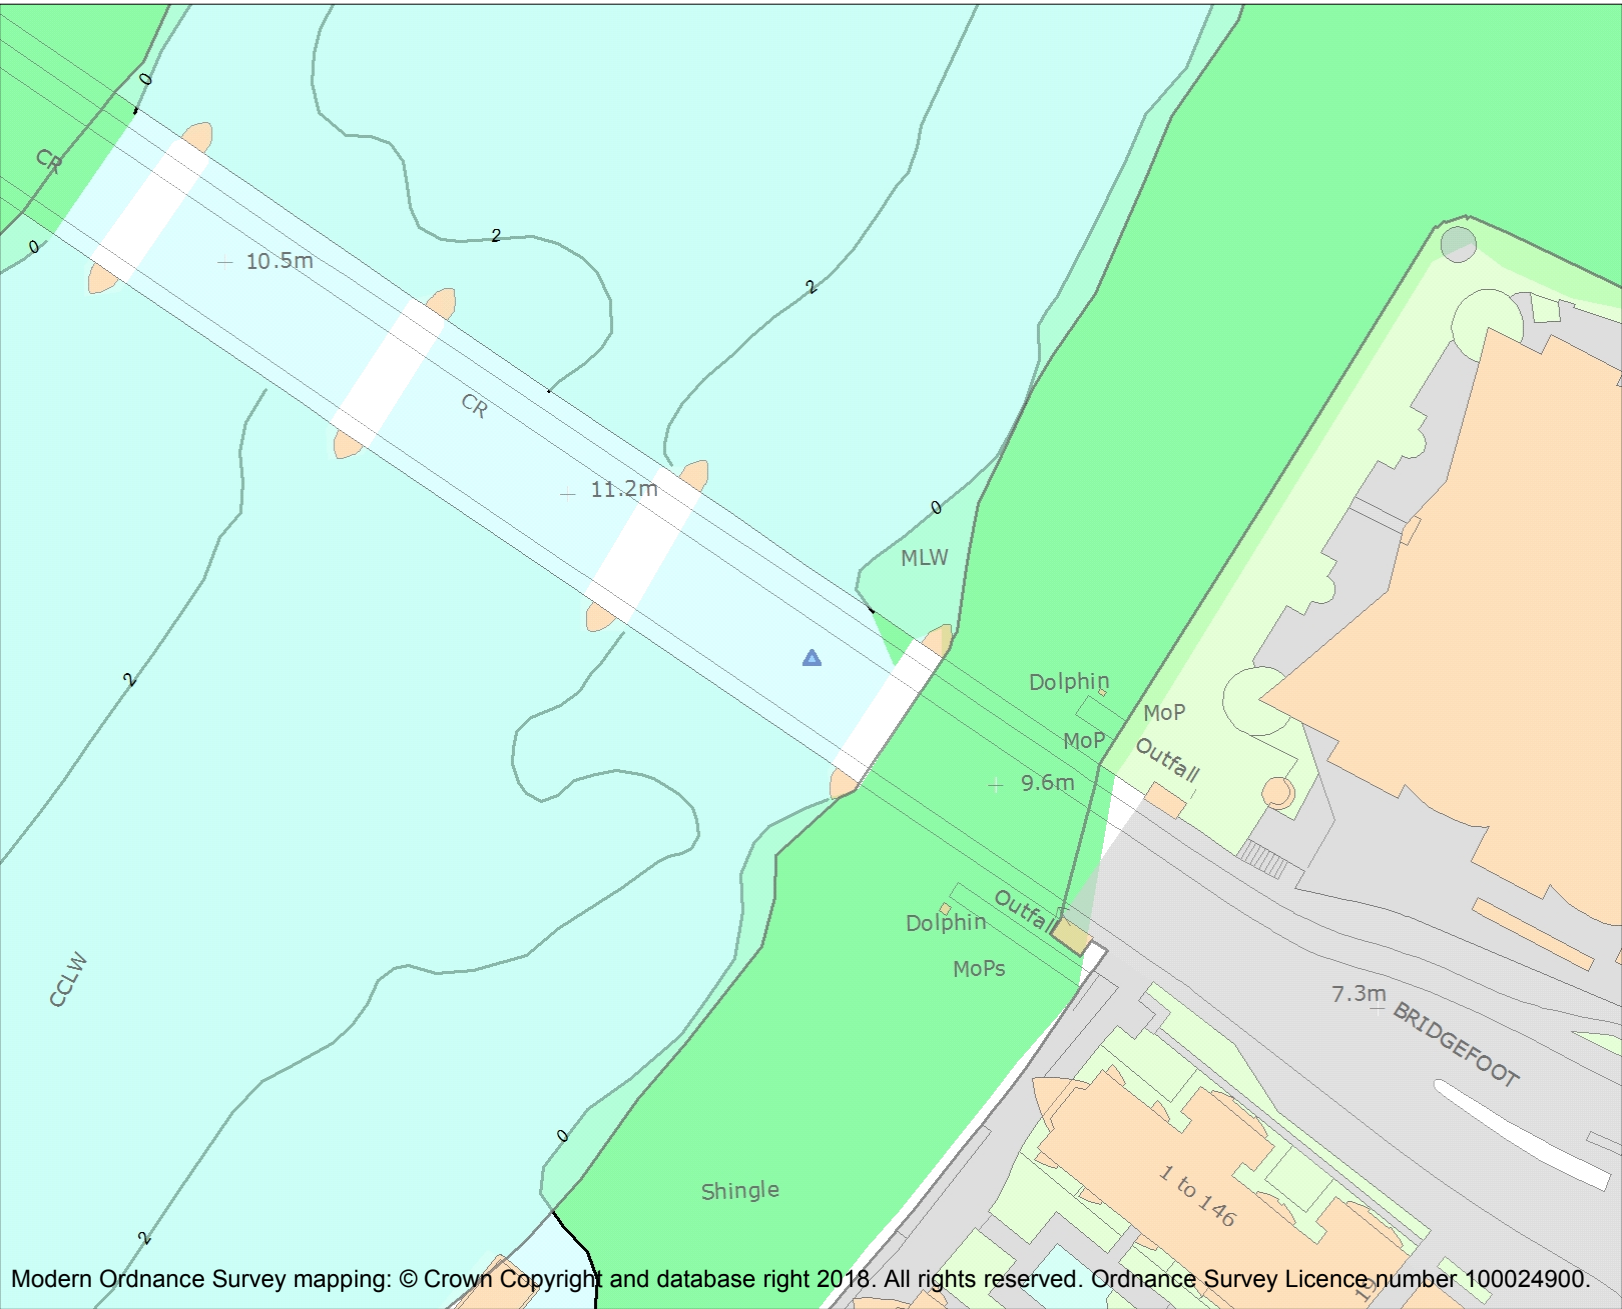 0
CR
0
2
10.5m
2
CR
11.2m
0
MLW
2
Dolphin
MoP
MoP
Outfall
9.6m
Outfall
Dolphin
MoPs
CCLW
7.3m
BRIDGEFOOT
0
Shingle
1 to 146
2
19
Modern Ordnance Survey mapping: © Crown Copyright and database right 2018. All rights reserved. Ordnance Survey Licence number 100024900.